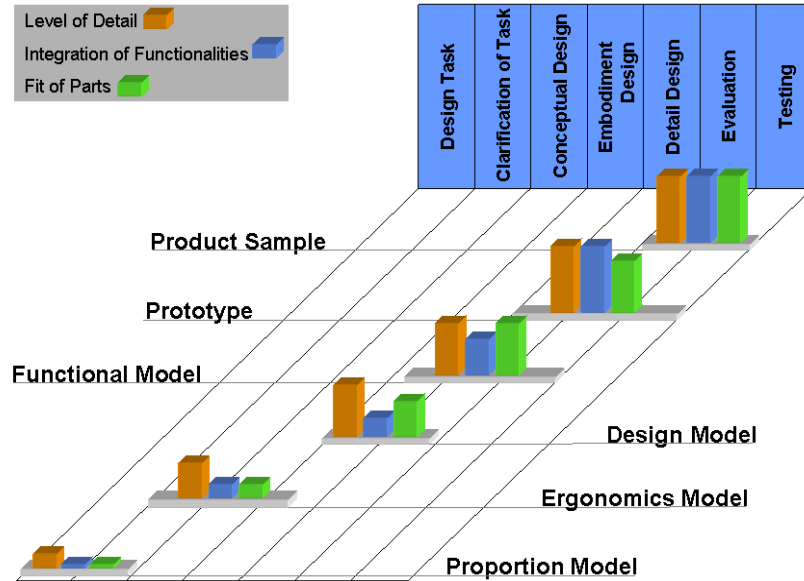 Level of Detail
Integration of Functionalities
Fit of Parts
Design Task
Clarification of Task
Conceptual Design
Embodiment
Design
Detail Design
Evaluation
Testing
Product Sample
Prototype
Functional Model
Design Model
Ergonomics Model
Proportion Model